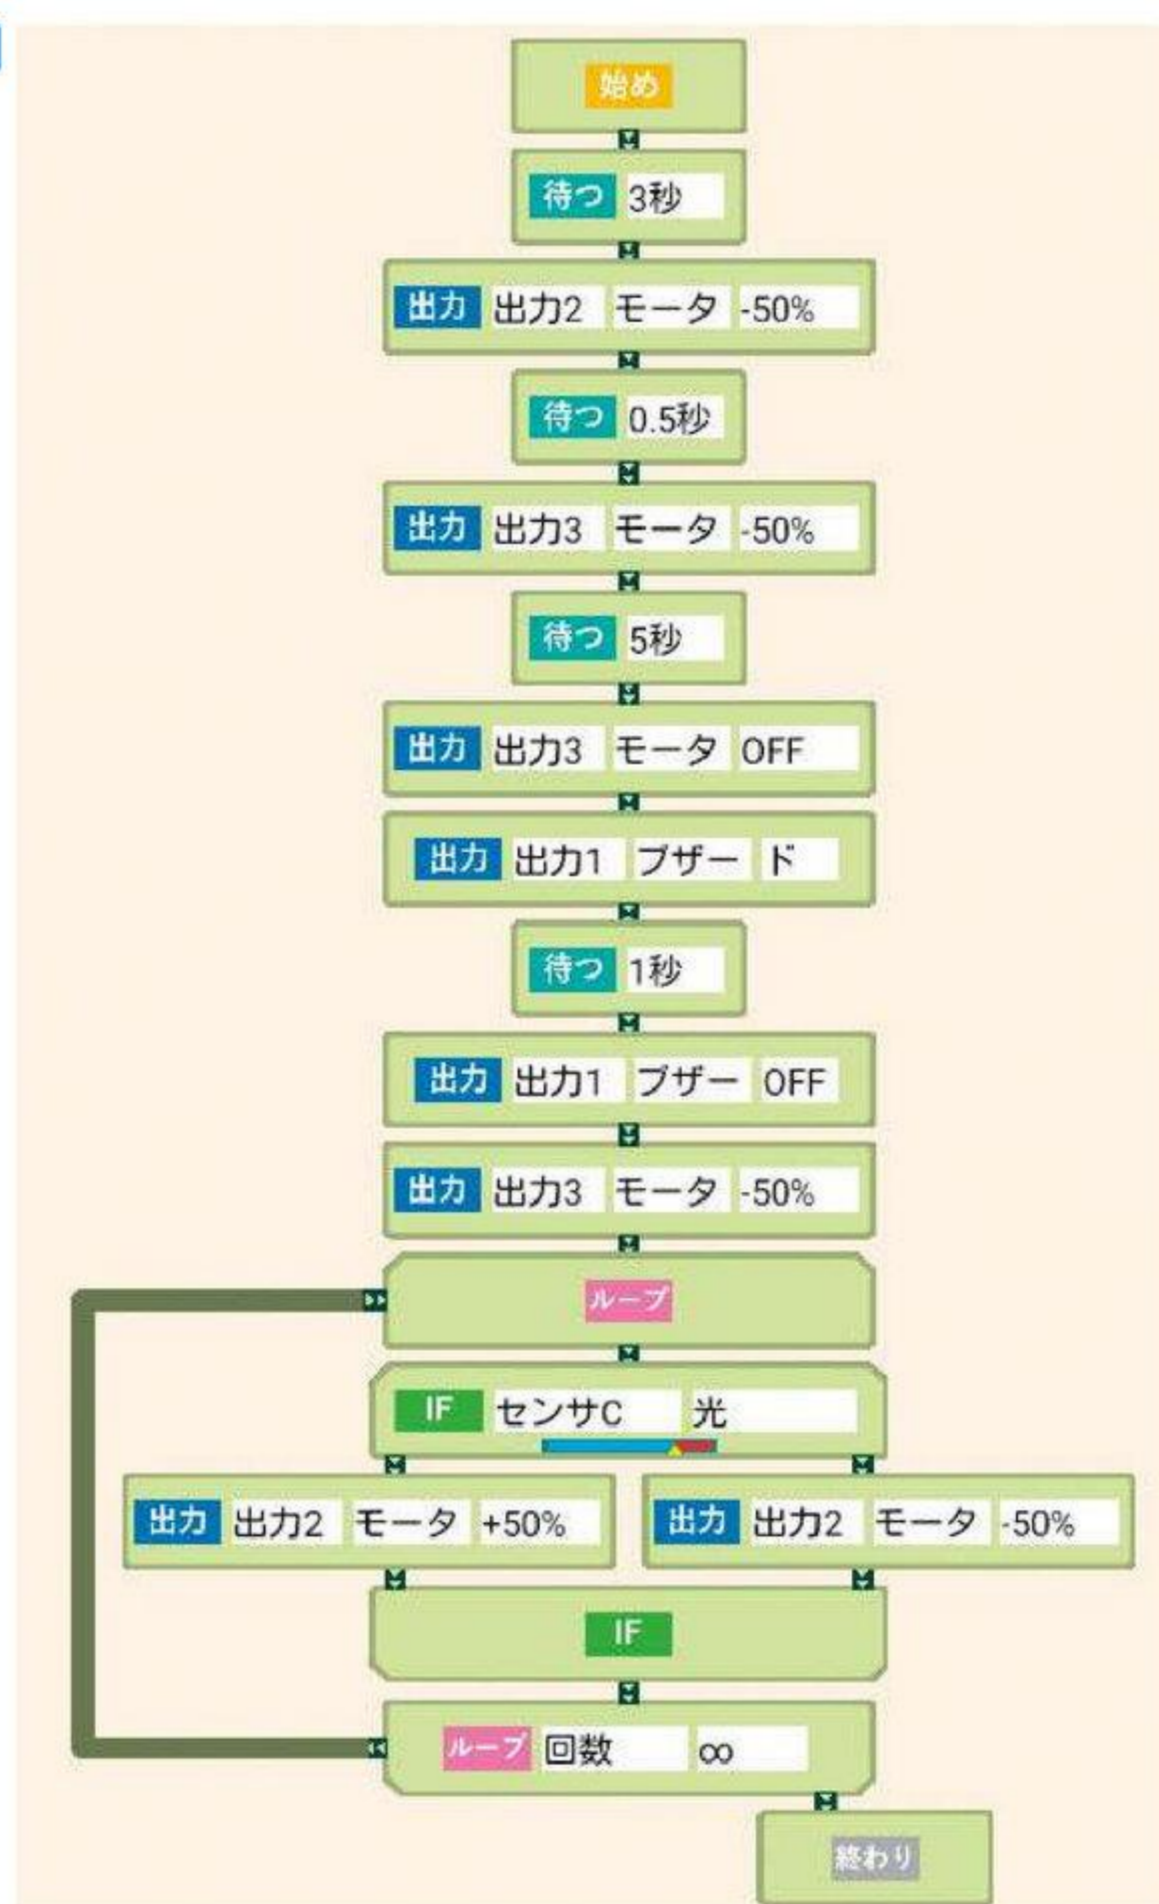 始め
待つ 3秒
出力 出力2 モータ -50%
待つ 0.5秒
出力 出力3 モータ -50%
待つ 5秒
出力 出力3 モータ OFF
出力 出力1 ブザー ド
待つ 1秒
出力 出力1 ブザー OFF
出力 出力3 モータ -50%
ループ
IF センサC 光
出力 出力2 モータ +50%
出力 出力2 モータ -50%
IF
ループ 回数 ∞
終わり